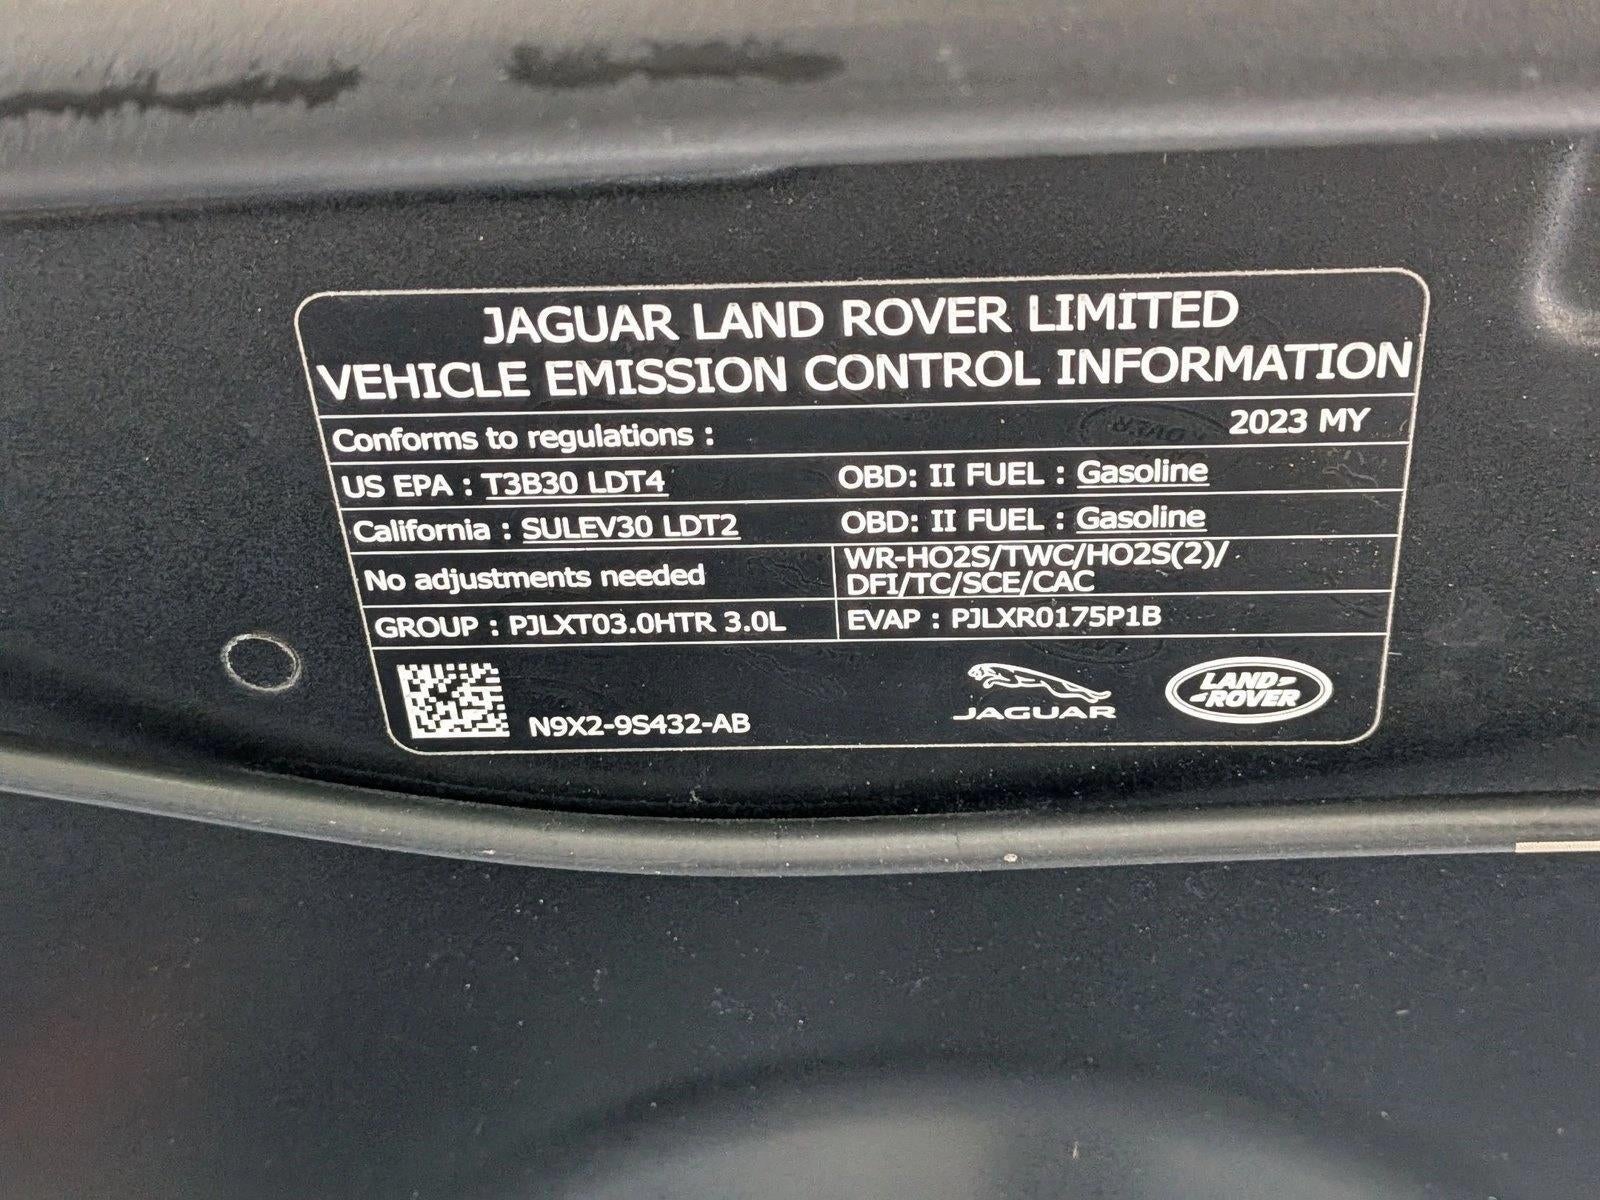 JAGUAR LAND ROVER LIMITED
VEHICLE EMISSION CONTROL INFORMATION
Conforms to regulations : 2023 MY
US EPA : T3B30 LDT4 OBD: II FUEL : Gasoline
California : SULEV30 LDT2 OBD: II FUEL : Gasoline
No adjustments needed WR-HO2S/TWC/HO2S(2)/
DFI/TC/SCE/CAC
GROUP : PJLXT03.0HTR 3.0L EVAP : PJLXR0175P1B
N9X2-9S432-AB
JAGUAR
LAND
ROVER